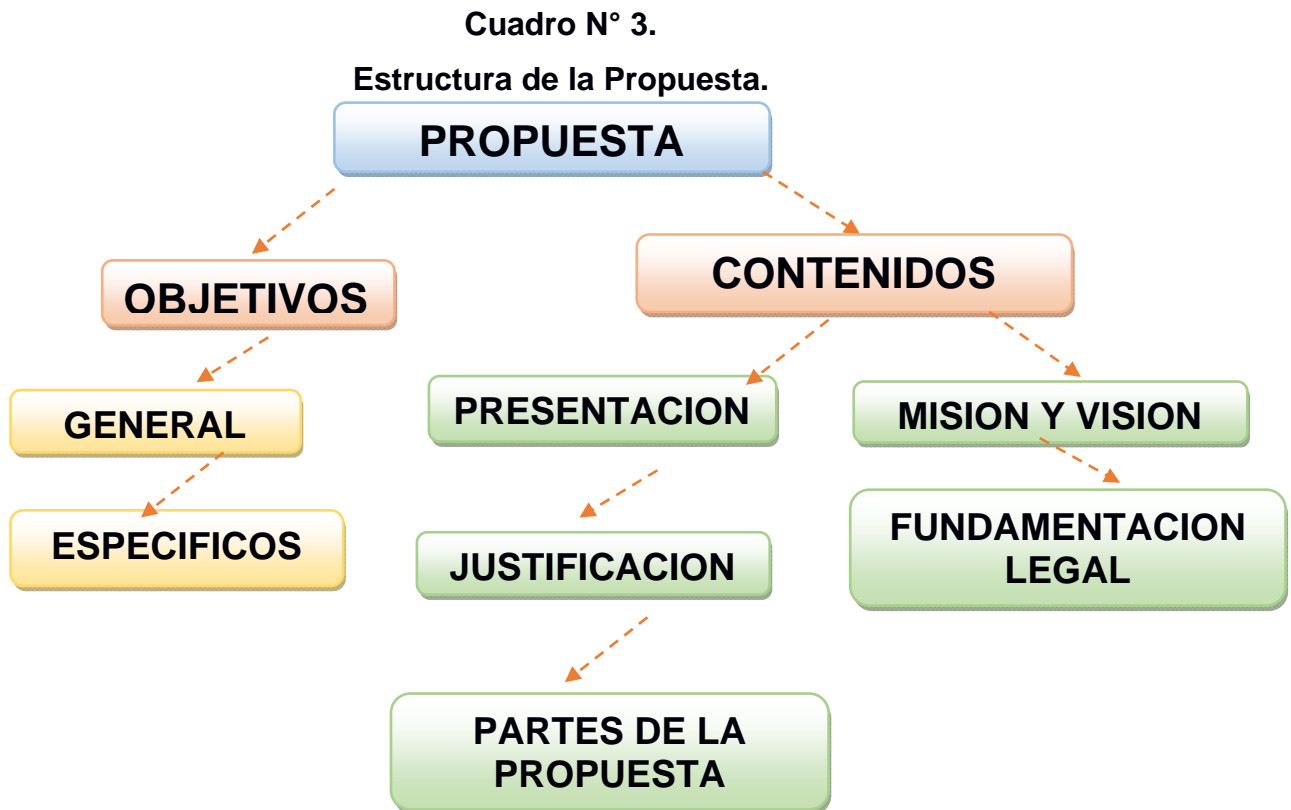 Cuadro N° 3.
Estructura de la Propuesta.
PROPUESTA
OBJETIVOS
CONTENIDOS
GENERAL
PRESENTACION
MISION Y VISION
ESPECIFICOS
JUSTIFICACION
FUNDAMENTACION
LEGAL
PARTES DE LA
PROPUESTA